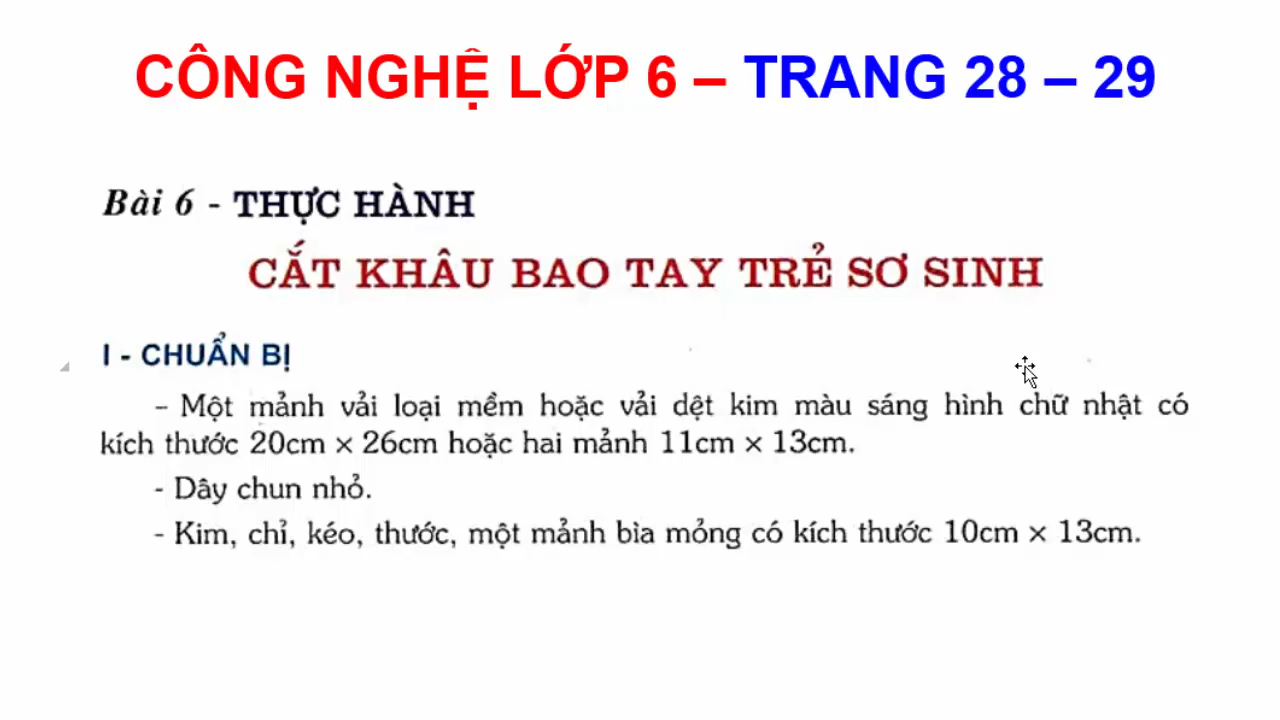 CÔNG NGHỆ LỚP 6 – TRANG 28 – 29
Bài 6 - THỰC HÀNH
CẮT KHÂU BAO TAY TRẺ SƠ SINH
I - CHUẨN BỊ
– Một mảnh vải loại mềm hoặc vải dệt kim màu sáng hình chữ nhật có
kích thước 20cm × 26cm hoặc hai mảnh 11cm × 13cm.
- Dây chun nhỏ.
- Kim, chỉ, kéo, thước, một mảnh bìa mỏng có kích thước 10cm × 13cm.